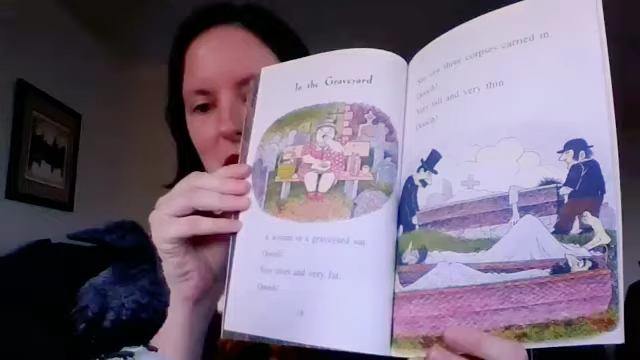 In the Graveyard
A woman in a graveyard sat.
Ooooh!
Very short and very fat.
Ooooh!
18
She saw three corpses carried in.
Ooooh!
Very tall and very thin
Ooooh!